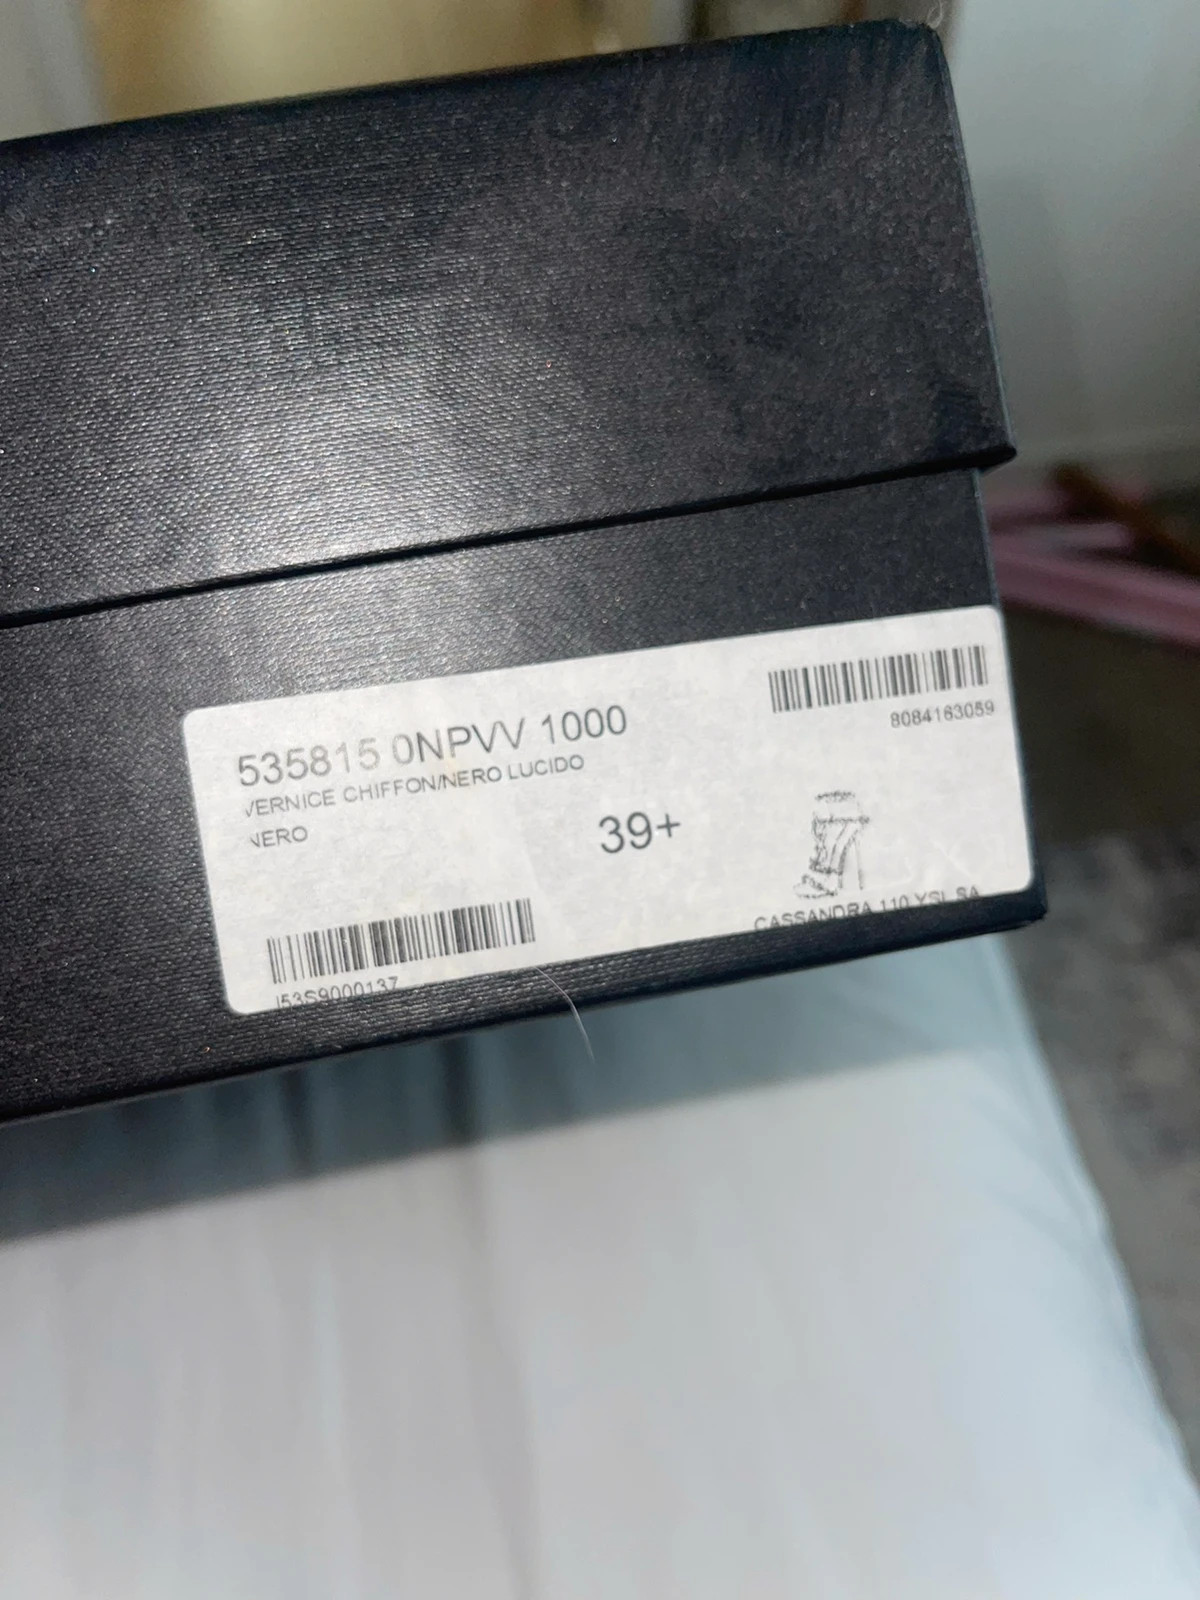 535815 0NPVV 1000
VERNICE CHIFFON/NERO LUCIDO
NERO
8084163059
39+
CASSANDRA 110 YSL SA
I53S9000137